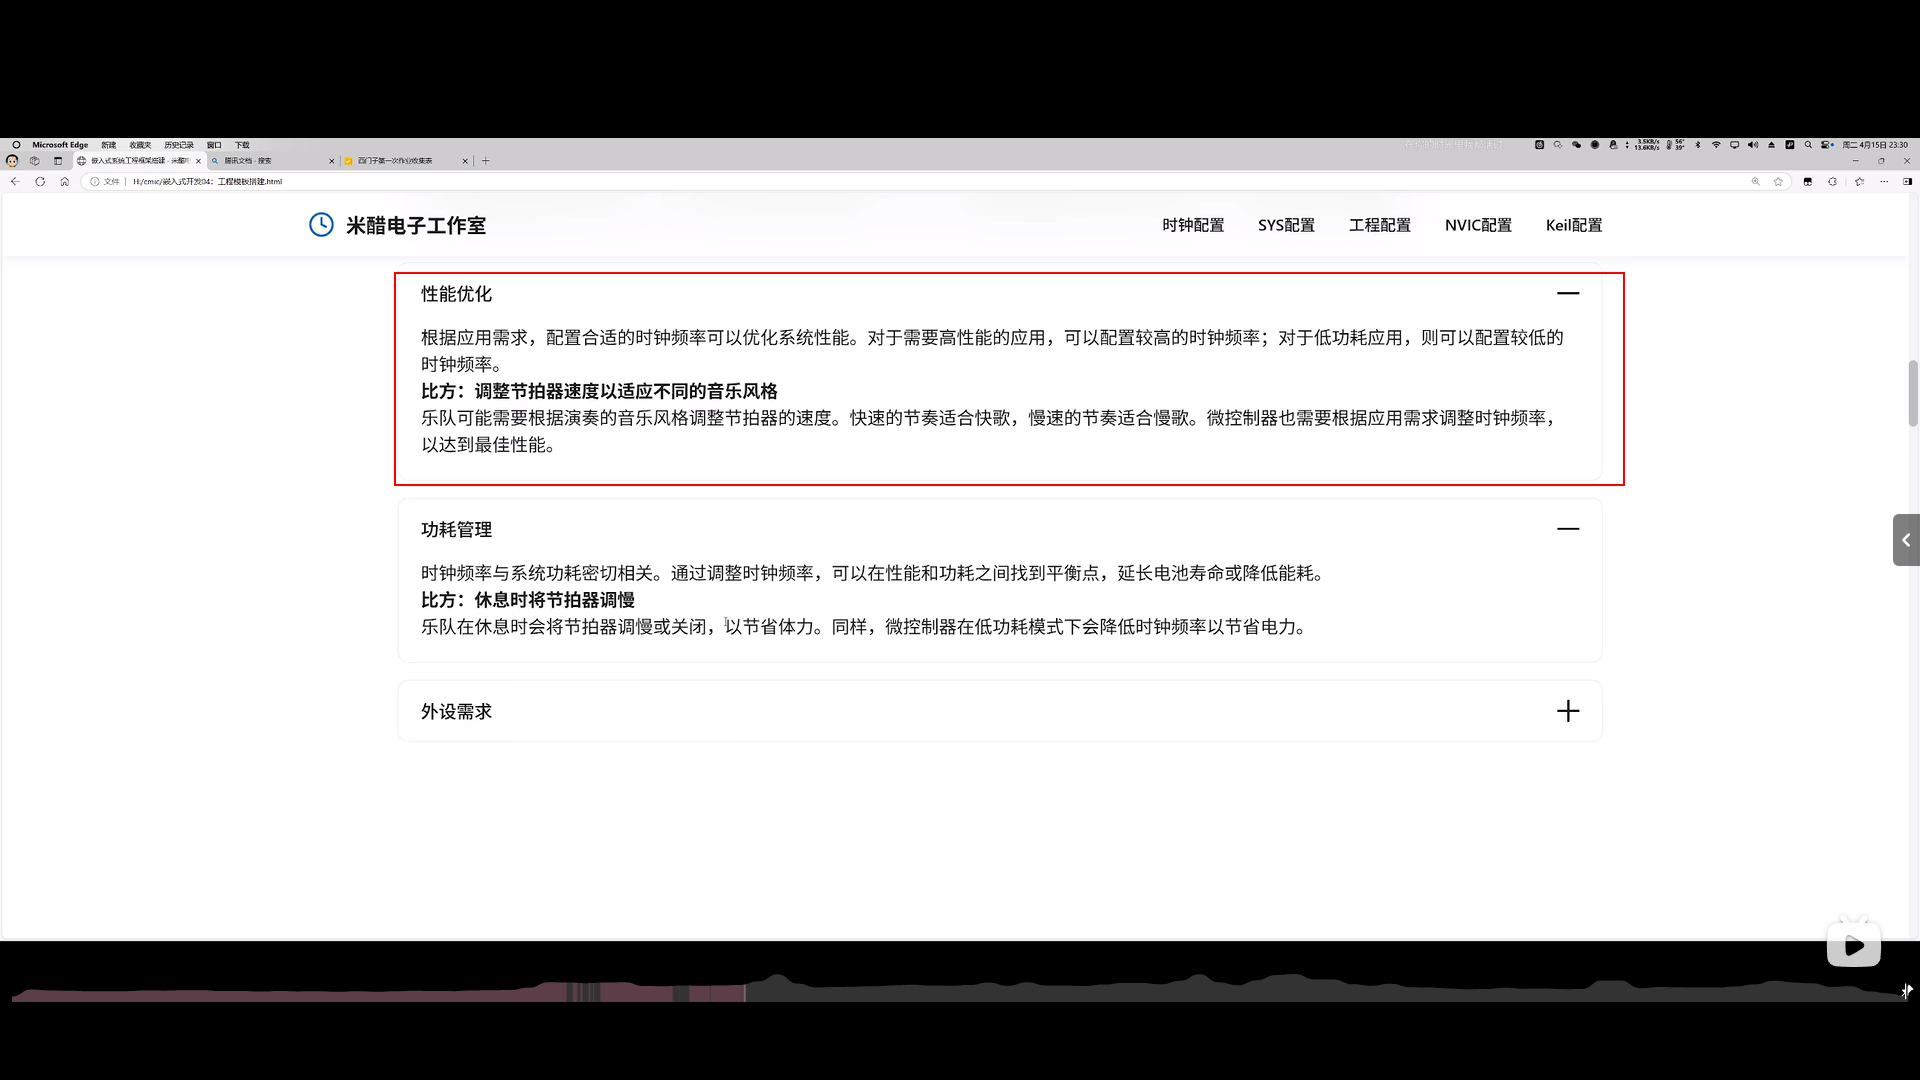 Microsoft Edge 新建 收藏夹 历史记录 窗口 下载
3.5KB/s 13.6KB/s 56° 39° 周二 4月15日 23:30
嵌入式系统工程框架搭建 - 米醋电
腾讯文档 - 搜索
西门子第一次作业收集表
文件 H:/cmic/嵌入式开发04：工程模板搭建.html
米醋电子工作室
时钟配置 SYS配置 工程配置 NVIC配置 Keil配置
性能优化
根据应用需求，配置合适的时钟频率可以优化系统性能。对于需要高性能的应用，可以配置较高的时钟频率；对于低功耗应用，则可以配置较低的
时钟频率。
比方：调整节拍器速度以适应不同的音乐风格
乐队可能需要根据演奏的音乐风格调整节拍器的速度。快速的节奏适合快歌，慢速的节奏适合慢歌。微控制器也需要根据应用需求调整时钟频率，
以达到最佳性能。
功耗管理
时钟频率与系统功耗密切相关。通过调整时钟频率，可以在性能和功耗之间找到平衡点，延长电池寿命或降低能耗。
比方：休息时将节拍器调慢
乐队在休息时会将节拍器调慢或关闭，以节省体力。同样，微控制器在低功耗模式下会降低时钟频率以节省电力。
外设需求